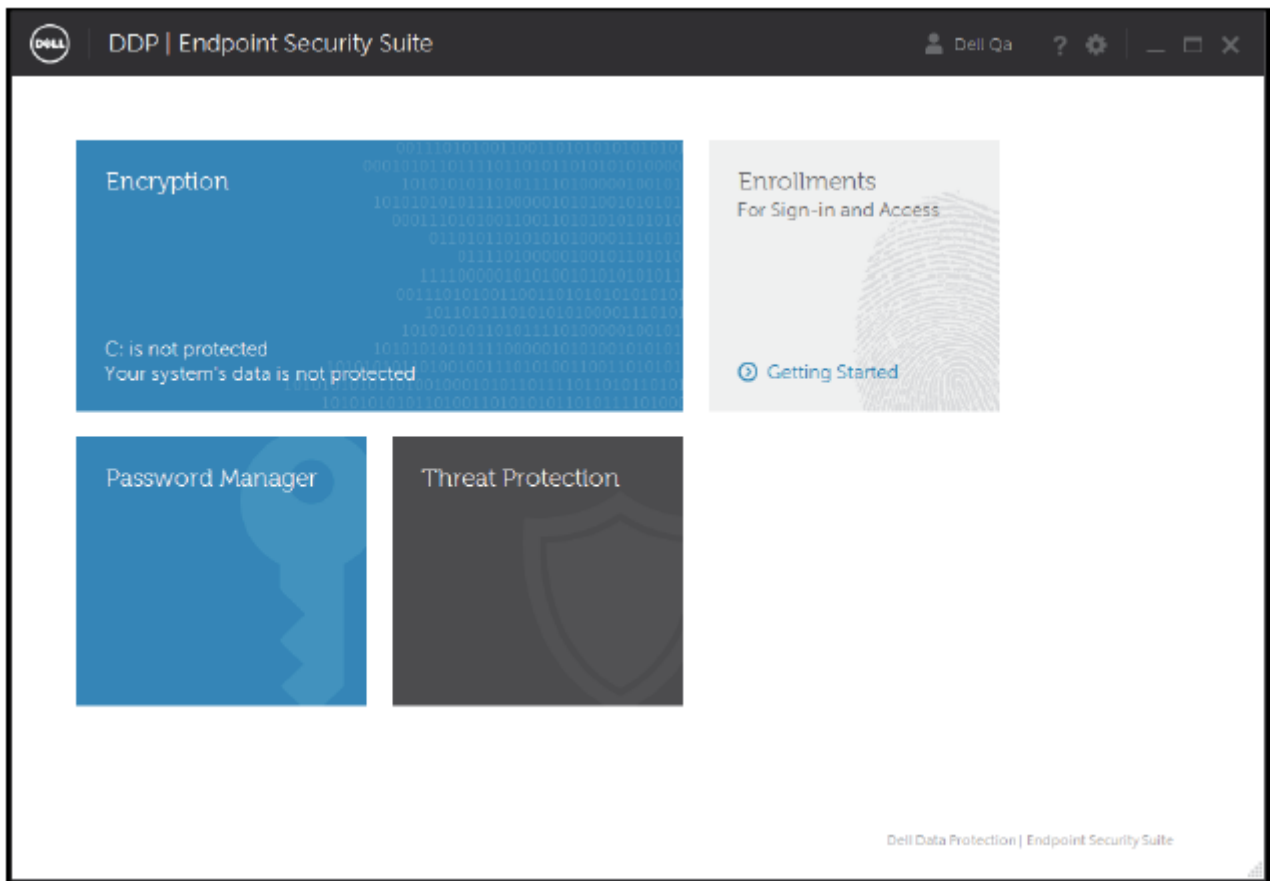 DELL
DDP | Endpoint Security Suite
Dell Qa
?
Encryption
C: is not protected
Your system's data is not protected
Enrollments
For Sign-in and Access
Getting Started
Password Manager
Threat Protection
Dell Data Protection | Endpoint Security Suite